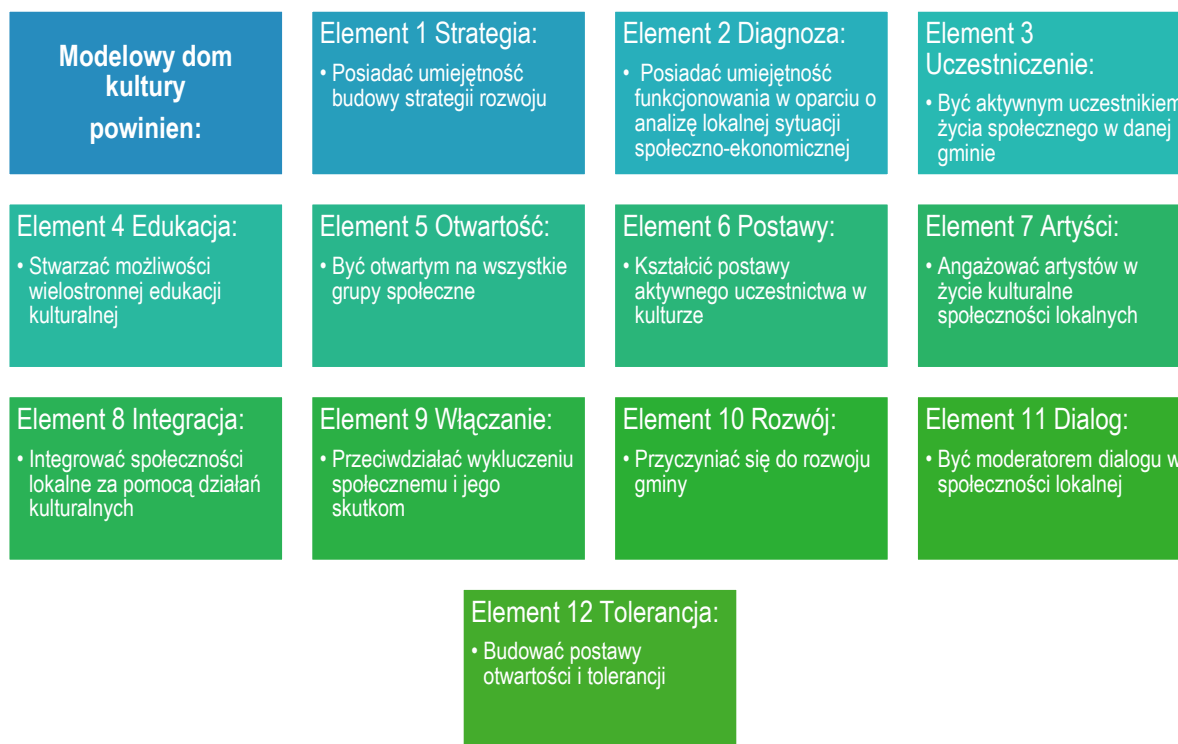 Modelowy dom
kultury
powinien:
Element 1 Strategia:
• Posiadać umiejętność
budowy strategii rozwoju
Element 2 Diagnoza:
• Posiadać umiejętność
funkcjonowania w oparciu o
analizę lokalnej sytuacji
społeczno-ekonomicznej
Element 3
Uczestniczenie:
• Być aktywnym uczestnikiem
życia społecznego w danej
gminie
Element 4 Edukacja:
• Stwarzać możliwości
wielostronnej edukacji
kulturalnej
Element 5 Otwartość:
• Być otwartym na wszystkie
grupy społeczne
Element 6 Postawy:
• Kształcić postawy
aktywnego uczestnictwa w
kulturze
Element 7 Artyści:
• Angażować artystów w
życie kulturalne
społeczności lokalnych
Element 8 Integracja:
• Integrować społeczności
lokalne za pomocą działań
kulturalnych
Element 9 Włączanie:
• Przeciwdziałać wykluczeniu
społecznemu i jego
skutkom
Element 10 Rozwój:
• Przyczyniać się do rozwoju
gminy
Element 11 Dialog:
• Być moderatorem dialogu w
społeczności lokalnej
Element 12 Tolerancja:
• Budować postawy
otwartości i tolerancji